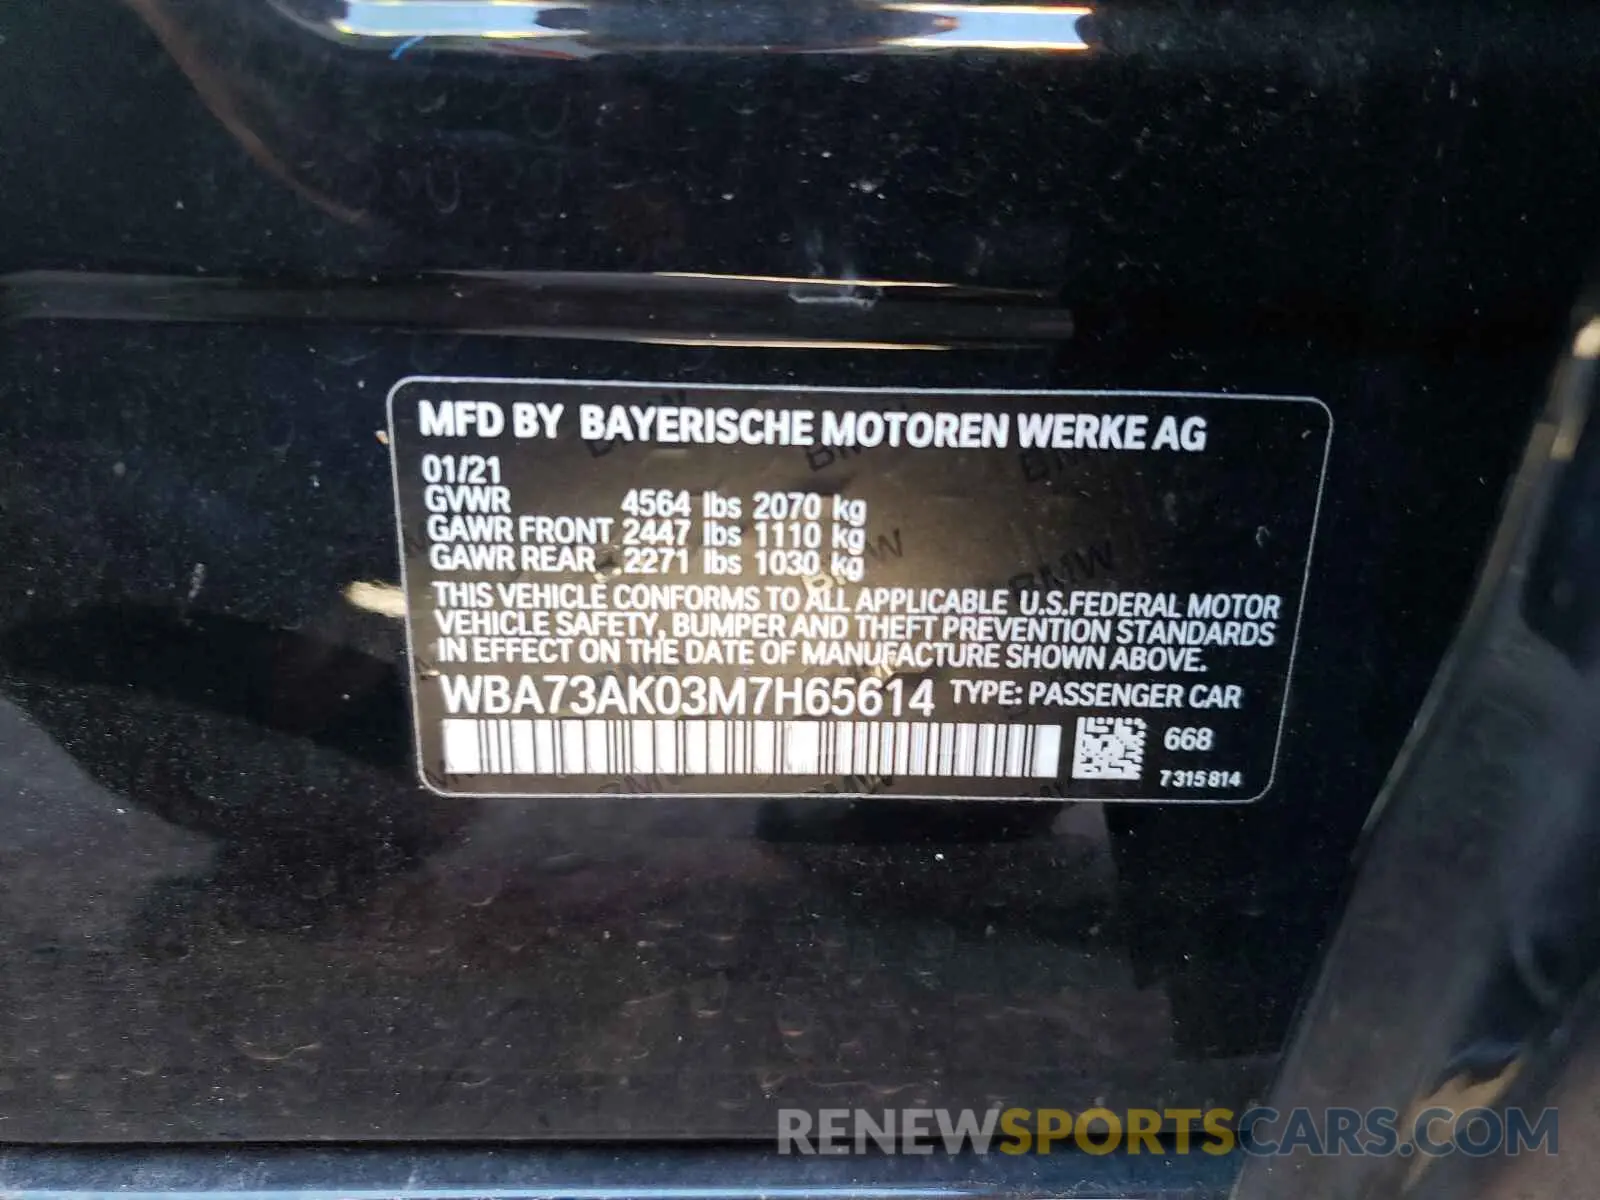 MFD BY BAYERISCHE MOTOREN WERKE AG
01/21
GVWR 4564 lbs 2070 kg
GAWR FRONT 2447 lbs 1110 kg
GAWR REAR 2271 lbs 1030 kg
THIS VEHICLE CONFORMS TO ALL APPLICABLE U.S.FEDERAL MOTOR
VEHICLE SAFETY, BUMPER AND THEFT PREVENTION STANDARDS
IN EFFECT ON THE DATE OF MANUFACTURE SHOWN ABOVE.
WBA73AK03M7H65614 TYPE: PASSENGER CAR
668
7315814
RENEWSPORTSCARS.COM